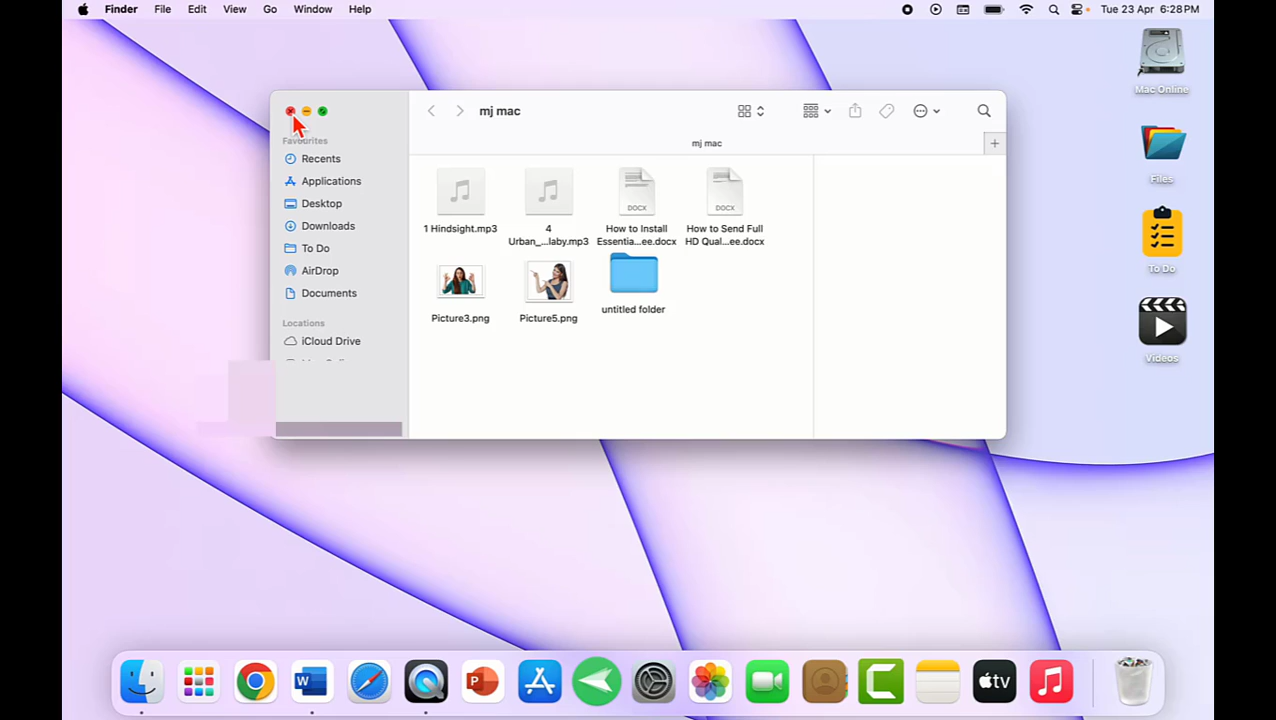 Finder File Edit View Go Window Help Tue 23 Apr 6:28 PM
mj mac
mj mac
Favourites
Recents
Applications
Desktop
Downloads
To Do
AirDrop
Documents
Locations
iCloud Drive
1 Hindsight.mp3
4
Urban_...laby.mp3
DOCX
How to Install
Essentia...ee.docx
DOCX
How to Send Full
HD Qual...ee.docx
Picture3.png
Picture5.png
untitled folder
Mac Online
Files
To Do
Videos
W
P
tv